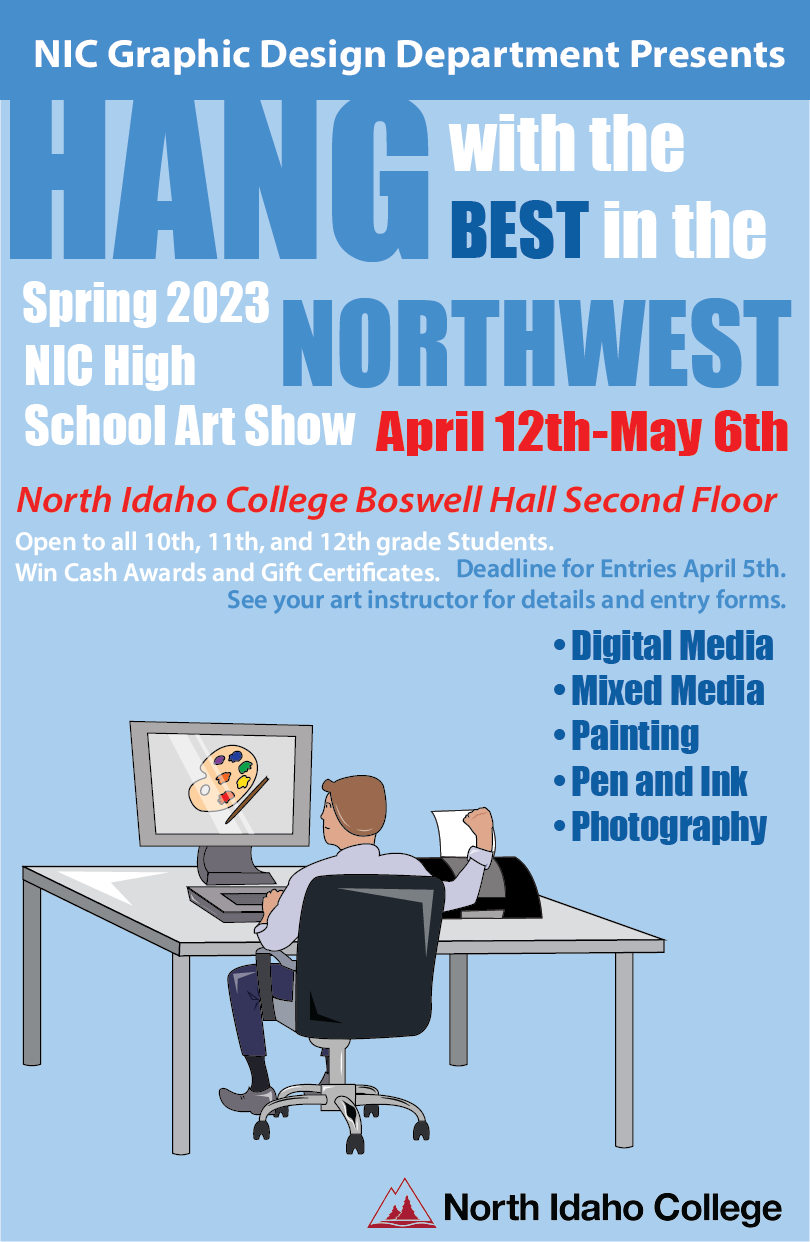 NIC Graphic Design Department Presents
HANG with the
BEST in the
NORTHWEST
Spring 2023
NIC High
School Art Show
April 12th-May 6th
North Idaho College Boswell Hall Second Floor
Open to all 10th, 11th, and 12th grade Students.
Win Cash Awards and Gift Certificates.
Deadline for Entries April 5th.
See your art instructor for details and entry forms.
• Digital Media
• Mixed Media
• Painting
• Pen and Ink
• Photography
North Idaho College